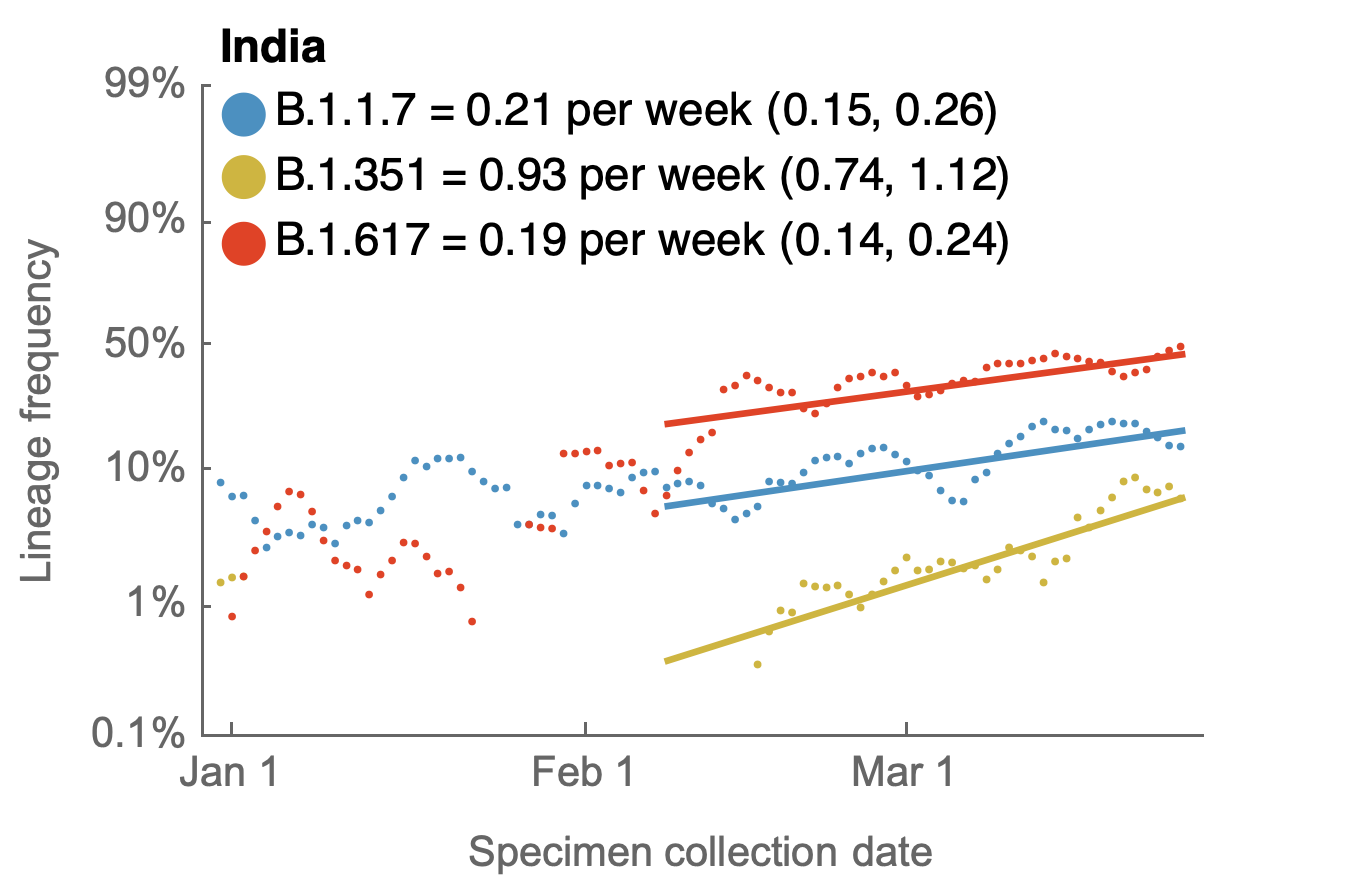 India
99%
B.1.1.7 = 0.21 per week (0.15, 0.26)
B.1.351 = 0.93 per week (0.74, 1.12)
90%
B.1.617 = 0.19 per week (0.14, 0.24)
Lineage frequency
50%
10%
1%
0.1%
Jan 1 Feb 1 Mar 1
Specimen collection date